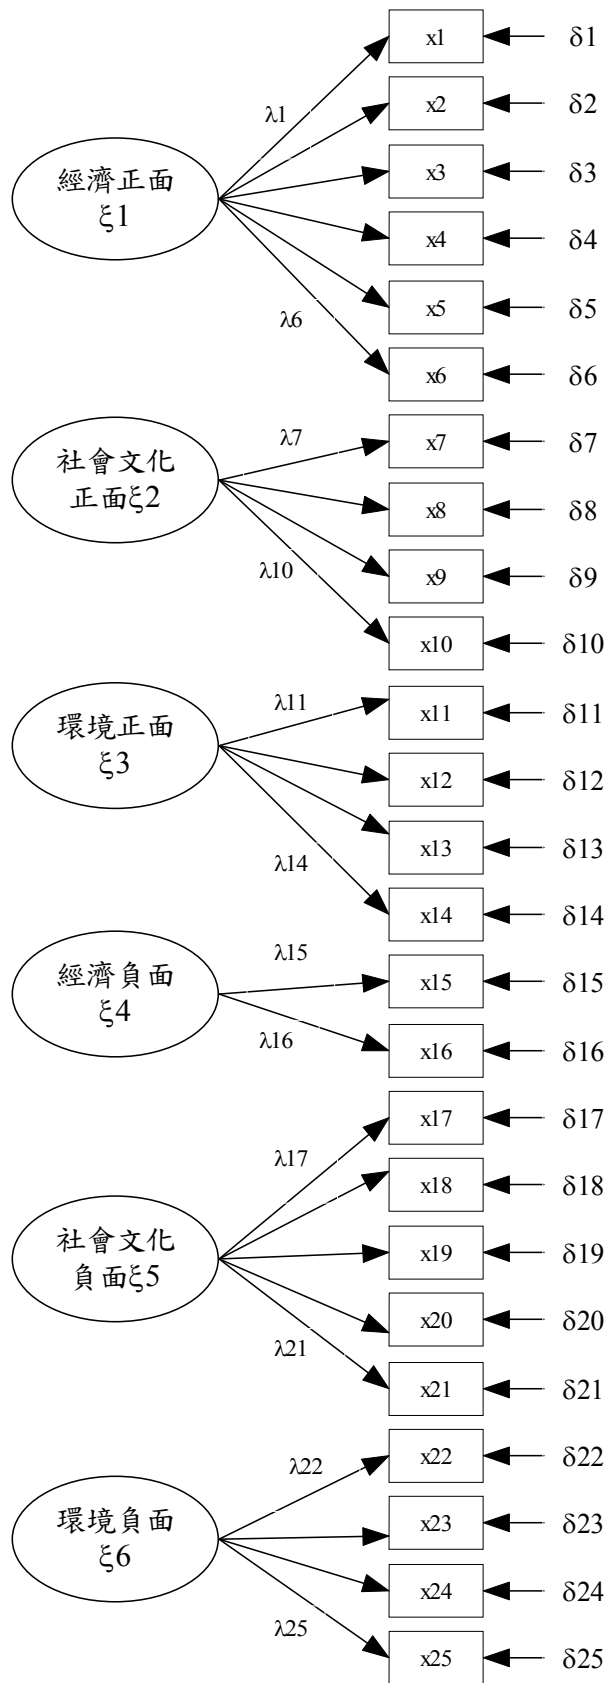 x1
δ1
λ1
x2
δ2
經濟正面
ξ1
x3
δ3
x4
δ4
λ6
x5
δ5
x6
δ6
社會文化
正面ξ2
λ7
x7
δ7
x8
δ8
λ10
x9
δ9
x10
δ10
環境正面
ξ3
λ11
x11
δ11
x12
δ12
λ14
x13
δ13
x14
δ14
經濟負面
ξ4
λ15
x15
δ15
λ16
x16
δ16
社會文化
負面ξ5
λ17
x17
δ17
x18
δ18
x19
δ19
λ21
x20
δ20
x21
δ21
環境負面
ξ6
λ22
x22
δ22
x23
δ23
λ25
x24
δ24
x25
δ25